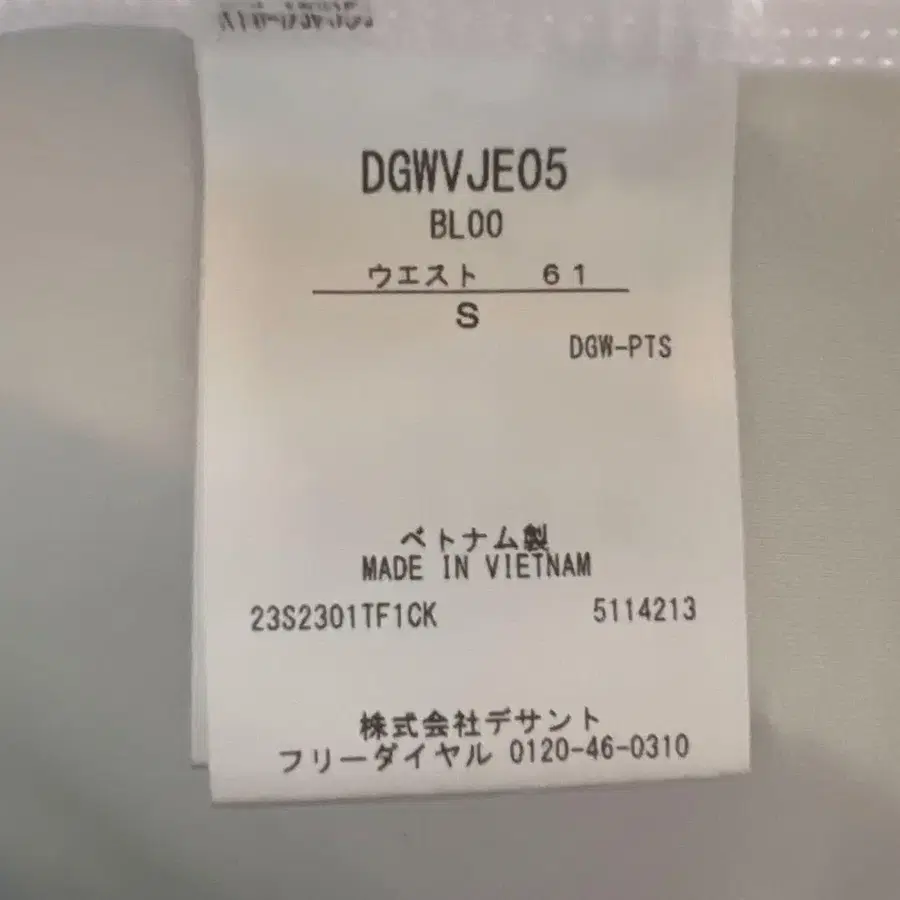 DGWVJE05
BL00
ウエスト 61
S
DGW-PTS
ベトナム製
MADE IN VIETNAM
23S2301TF1CK 5114213
株式会社デサント
フリーダイヤル 0120-46-0310